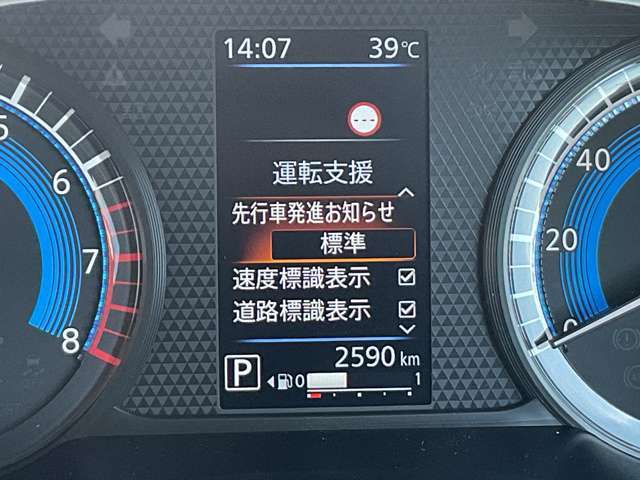 14:07 39℃
運転支援
先行車発進お知らせ
標準
速度標識表示
道路標識表示
P 2590 km
0 1
5
6
7
8
40
20
0